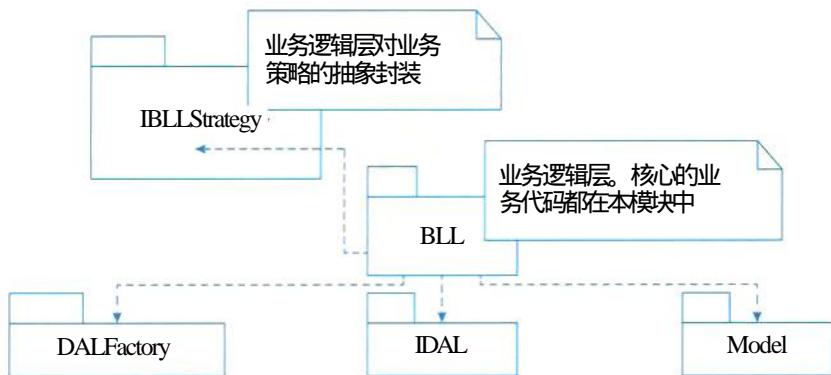 业务逻辑层对业务
策略的抽象封装
IBLLStrategy
业务逻辑层。核心的业
务代码都在本模块中
BLL
DALFactory
IDAL
Model